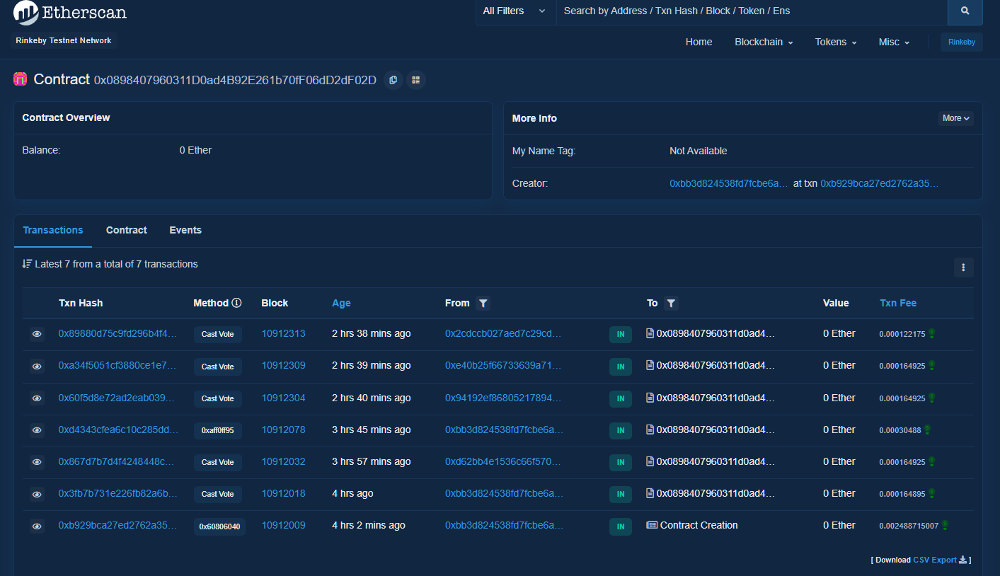 Etherscan
All Filters
Search by Address / Txn Hash / Block / Token / Ens
Rinkeby Testnet Network
Home Blockchain Tokens Misc Rinkeby
Contract 0x0898407960311D0ad4B92E261b70fF06dD2dF02D
Contract Overview
Balance: 0 Ether
More Info More
My Name Tag: Not Available
Creator: 0xbb3d824538fd7fcbe6a... at txn 0xb929bca27ed2762a35...
Transactions Contract Events
Latest 7 from a total of 7 transactions
Txn Hash Method Block Age From To Value Txn Fee
0x89880d75c9fd296b4f4... Cast Vote 10912313 2 hrs 38 mins ago 0x2cdccb027aed7c29cd... IN 0x0898407960311d0ad4... 0 Ether 0.000122175
0xa34f5051cf3880ce1e7... Cast Vote 10912309 2 hrs 39 mins ago 0xe40b25f66733639a71... IN 0x0898407960311d0ad4... 0 Ether 0.000164925
0x60f5d8e72ad2eab039... Cast Vote 10912304 2 hrs 40 mins ago 0x94192ef86805217894... IN 0x0898407960311d0ad4... 0 Ether 0.000164925
0xd4343cfea6c10c285dd... 0xaff0ff95 10912078 3 hrs 45 mins ago 0xbb3d824538fd7fcbe6a... IN 0x0898407960311d0ad4... 0 Ether 0.00030488
0x867d7b7d4f4248448c... Cast Vote 10912032 3 hrs 57 mins ago 0xd62bb4e1536c66f570... IN 0x0898407960311d0ad4... 0 Ether 0.000164925
0x3fb7b731e226fb82a6b... Cast Vote 10912018 4 hrs ago 0xbb3d824538fd7fcbe6a... IN 0x0898407960311d0ad4... 0 Ether 0.000164895
0xb929bca27ed2762a35... 0x60806040 10912009 4 hrs 2 mins ago 0xbb3d824538fd7fcbe6a... IN Contract Creation 0 Ether 0.002488715007
[ Download CSV Export ]